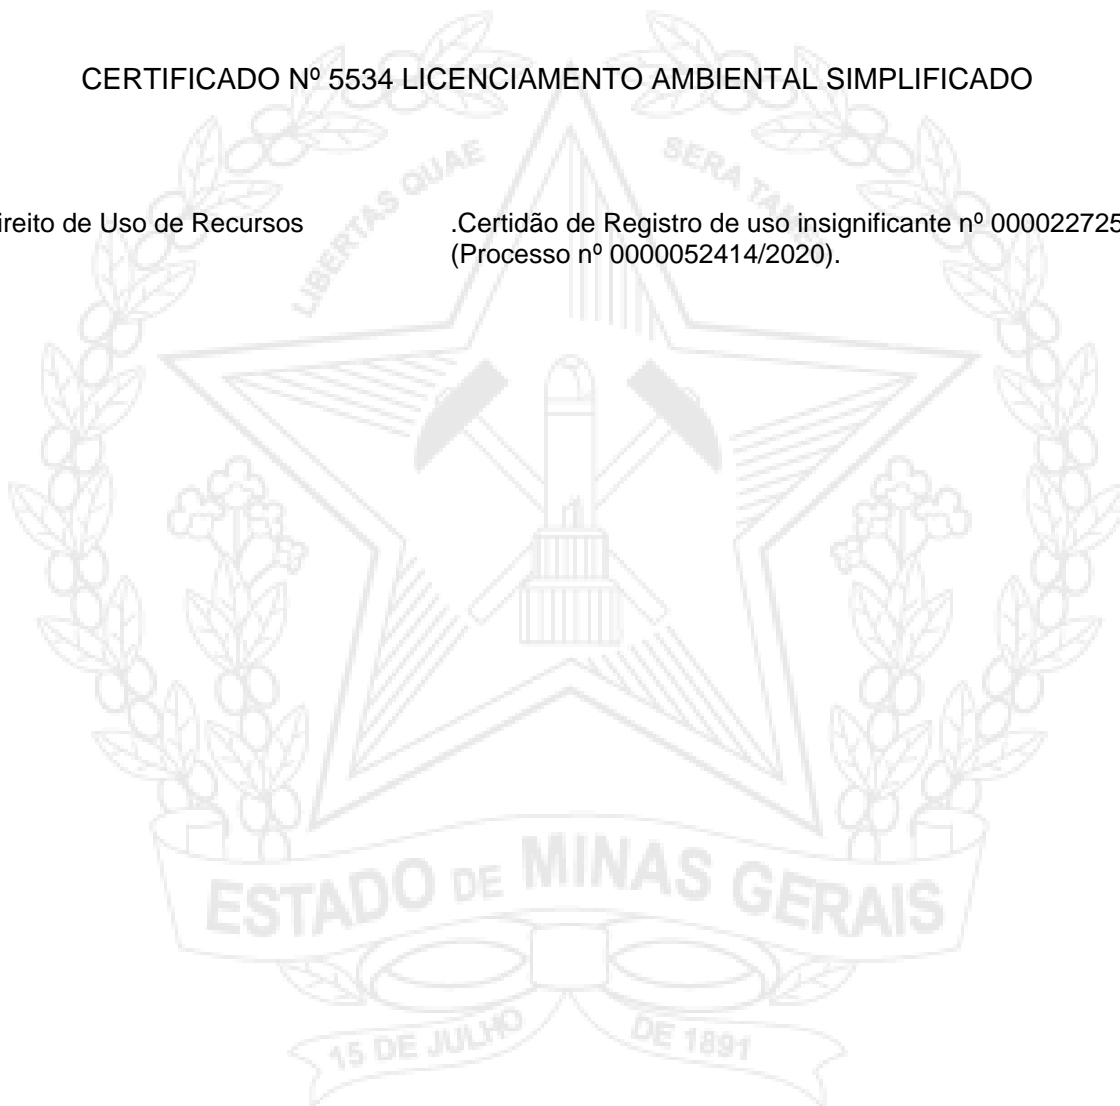 CERTIFICADO Nº 5534 LICENCIAMENTO AMBIENTAL SIMPLIFICADO
ireito de Uso de Recursos
.Certidão de Registro de uso insignificante nº 000022725
(Processo nº 0000052414/2020).
LIBERTAS QUAE SERA TAMEN
ESTADO DE MINAS GERAIS
15 DE JULHO DE 1891